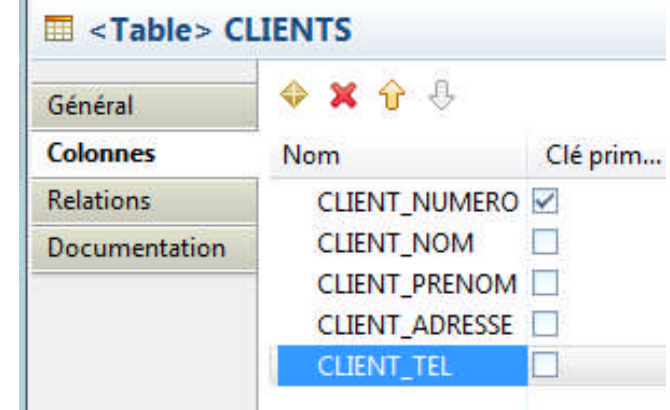 <Table> CLIENTS
Général
Colonnes
Relations
Documentation
Nom Clé prim...
CLIENT_NUMERO
CLIENT_NOM
CLIENT_PRENOM
CLIENT_ADRESSE
CLIENT_TEL